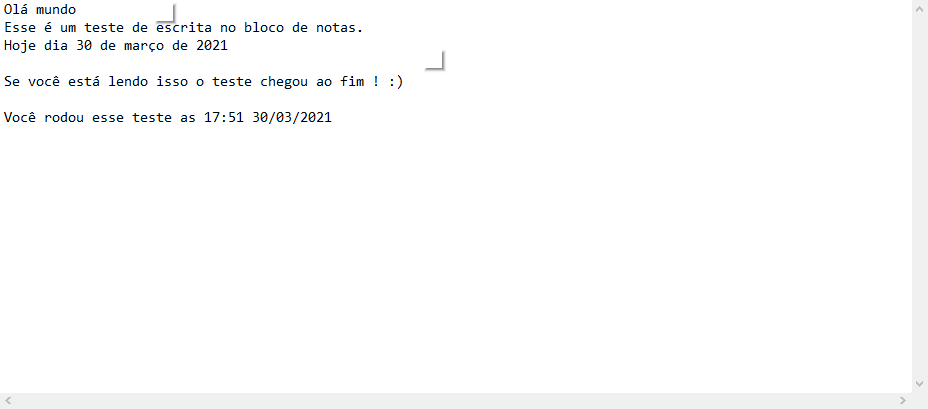 Olá mundo
Esse é um teste de escrita no bloco de notas.
Hoje dia 30 de março de 2021
Se você está lendo isso o teste chegou ao fim ! :)
Você rodou esse teste as 17:51 30/03/2021